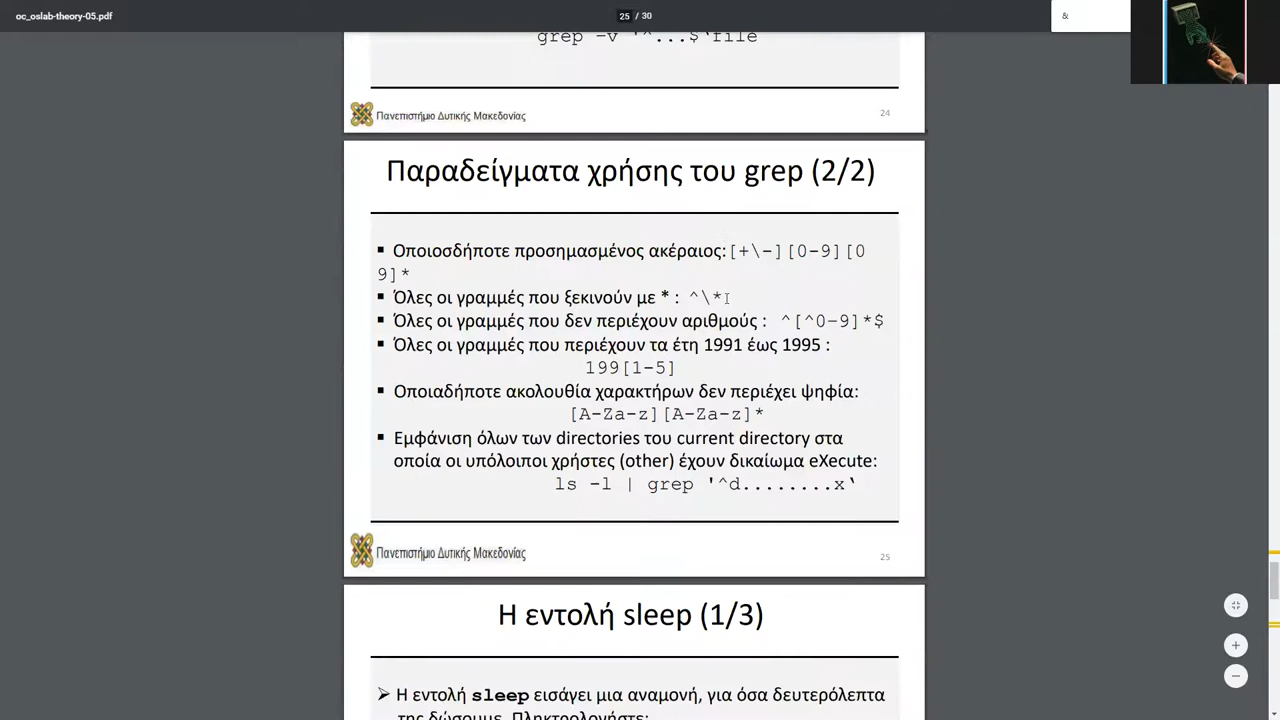 oc_oslab-theory-05.pdf
25 / 30
&
grep –v '^...$'file
Πανεπιστήμιο Δυτικής Μακεδονίας
24
Παραδείγματα χρήσης του grep (2/2)
▪ Οποιοσδήποτε προσημασμένος ακέραιος:[+\-][0-9][0
9]*
▪ Όλες οι γραμμές που ξεκινούν με * : ^\*
▪ Όλες οι γραμμές που δεν περιέχουν αριθμούς : ^[^0–9]*$
▪ Όλες οι γραμμές που περιέχουν τα έτη 1991 έως 1995 :
199[1-5]
▪ Οποιαδήποτε ακολουθία χαρακτήρων δεν περιέχει ψηφία:
[A-Za-z][A-Za-z]*
▪ Εμφάνιση όλων των directories του current directory στα
οποία οι υπόλοιποι χρήστες (other) έχουν δικαίωμα eXecute:
ls -l | grep '^d........x‘
Πανεπιστήμιο Δυτικής Μακεδονίας
25
Η εντολή sleep (1/3)
➢ Η εντολή sleep εισάγει μια αναμονή, για όσα δευτερόλεπτα
της δώσουμε. Πληκτρολογήστε: